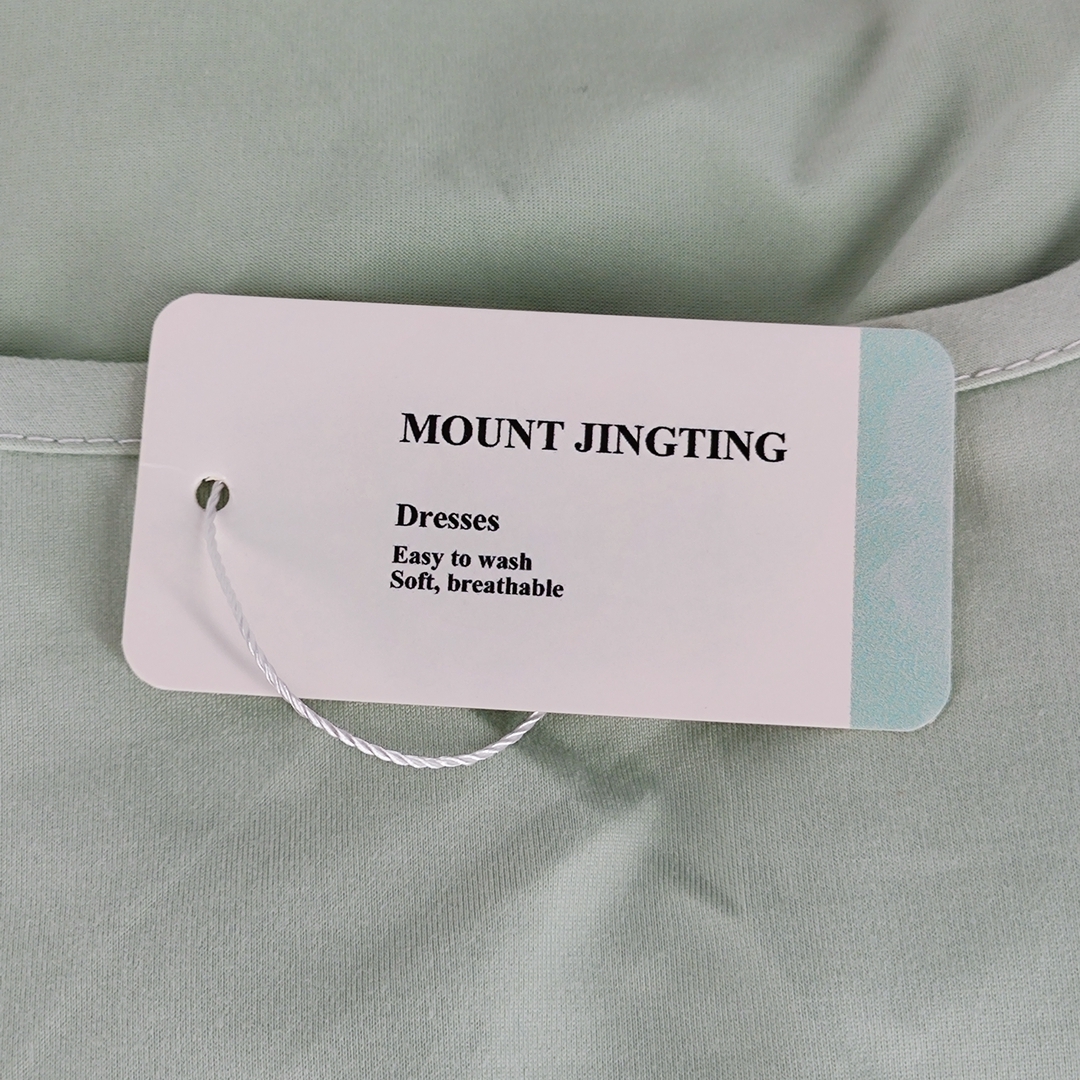 MOUNT JINGTING
Dresses
Easy to wash
Soft, breathable